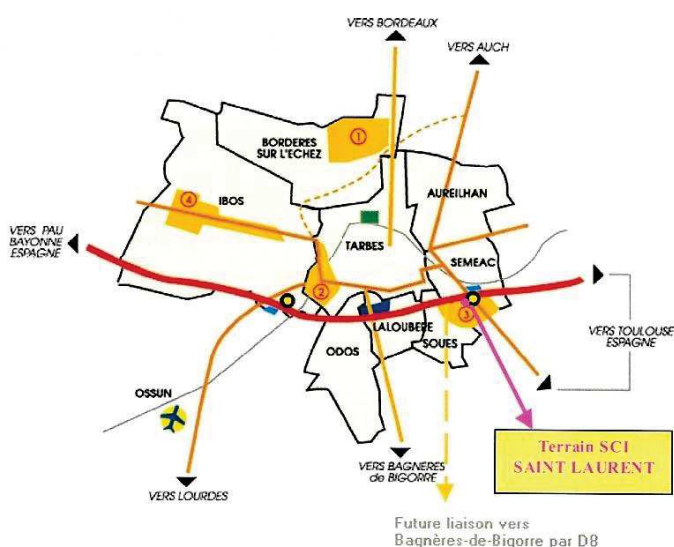 VERS BORDEAUX
VERS AUCH
BORDERES
SUR L'ECHEZ
1
AUREILHAN
4
IBOS
VERS PAU
BAYONNE
ESPAGNE
TARBES
SEMEAC
2
3
VERS TOULOUSE
ESPAGNE
LALOUBERE
SOUES
ODOS
OSSUN
Terrain SCI
SAINT LAURENT
VERS BAGNERES
de BIGORRE
VERS LOURDES
Future liaison vers
Bagnères-de-Bigorre par D8